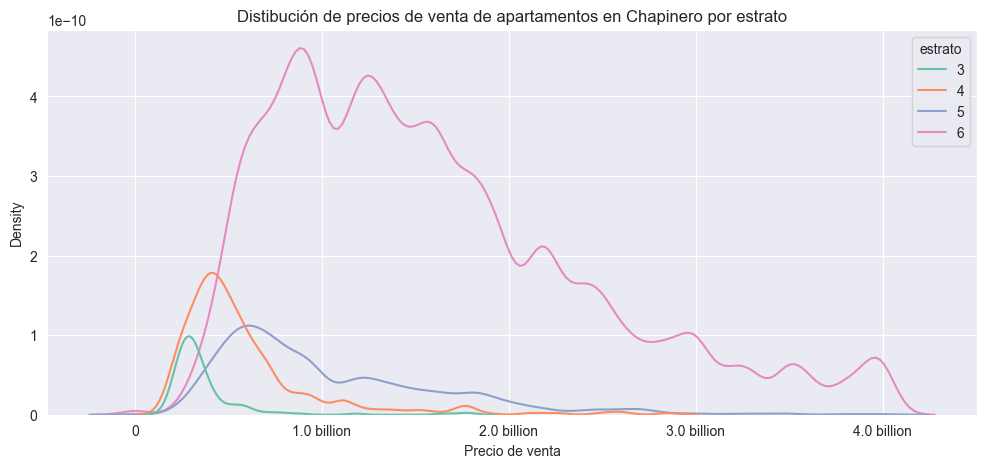 Distibución de precios de venta de apartamentos en Chapinero por estrato
1e−10
estrato
3
4
5
6
4
3
2
1
0
Density
0 1.0 billion 2.0 billion 3.0 billion 4.0 billion
Precio de venta